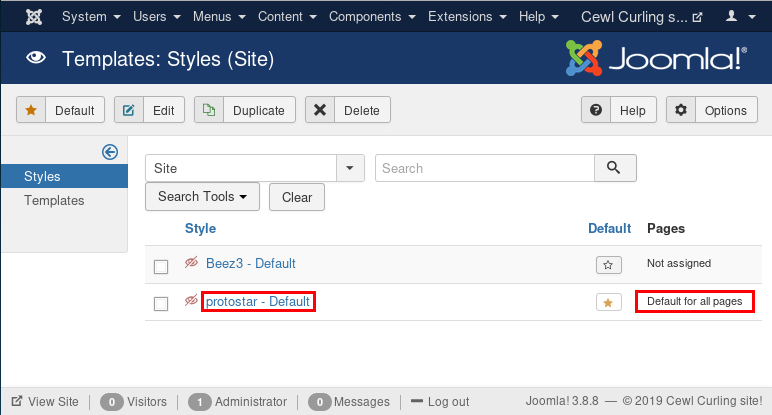 System Users Menus Content Components Extensions Help Cewl Curling s...
Templates: Styles (Site) Joomla!®
Default Edit Duplicate Delete Help Options
Styles
Templates
Site Search
Search Tools Clear
Style Default Pages
Beez3 - Default Not assigned
protostar - Default Default for all pages
View Site 0 Visitors 1 Administrator 0 Messages Log out Joomla! 3.8.8 — © 2019 Cewl Curling site!